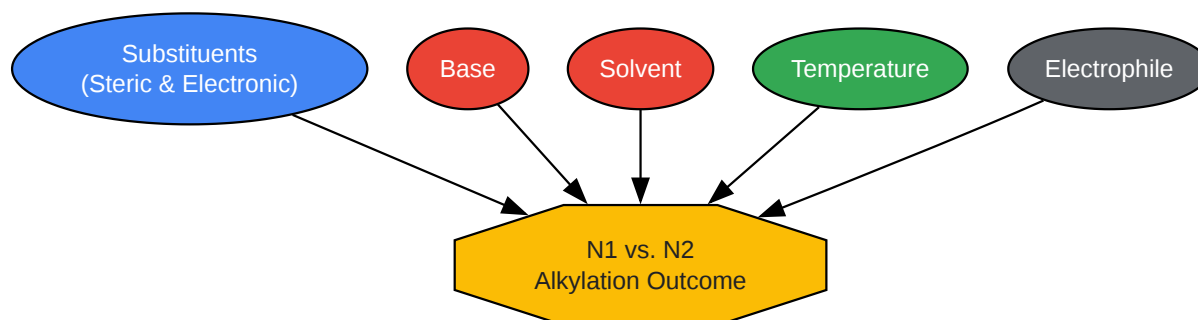 Substituents
(Steric & Electronic)
Base
Solvent
Temperature
Electrophile
N1 vs. N2
Alkylation Outcome